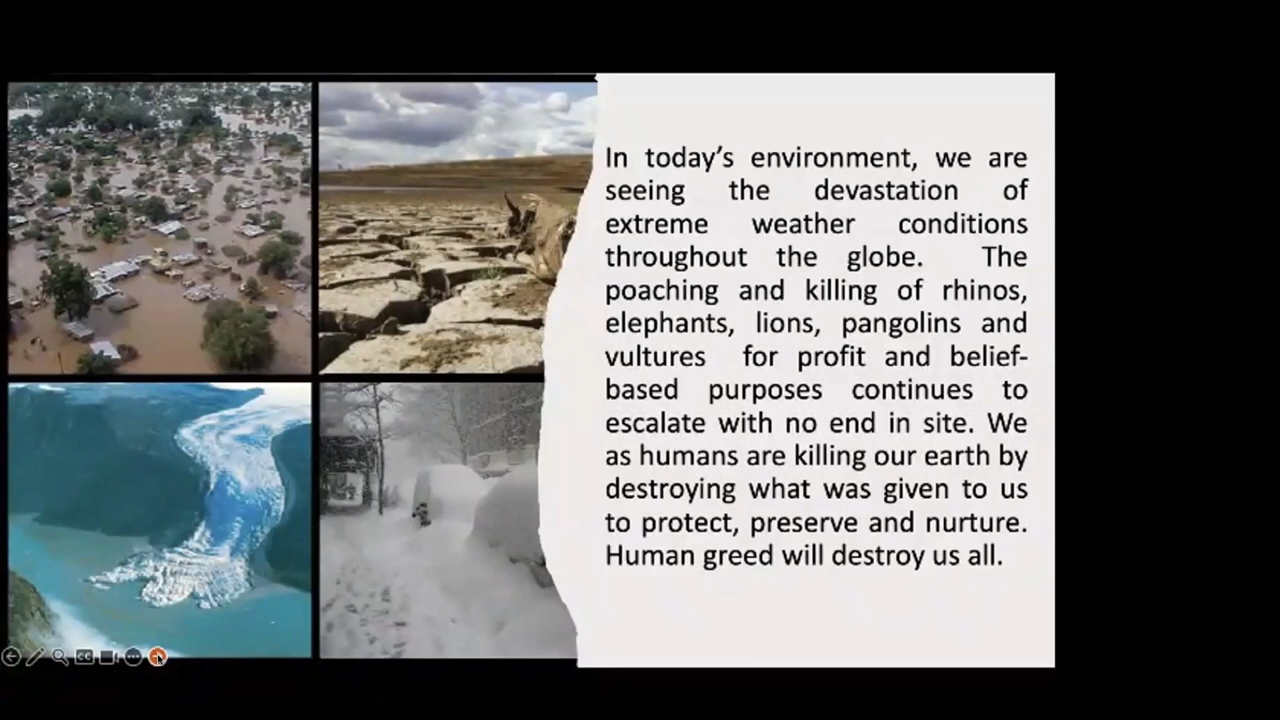 In today's environment, we are
seeing the devastation of
extreme weather conditions
throughout the globe. The
poaching and killing of rhinos,
elephants, lions, pangolins and
vultures for profit and belief-
based purposes continues to
escalate with no end in site. We
as humans are killing our earth by
destroying what was given to us
to protect, preserve and nurture.
Human greed will destroy us all.
CC